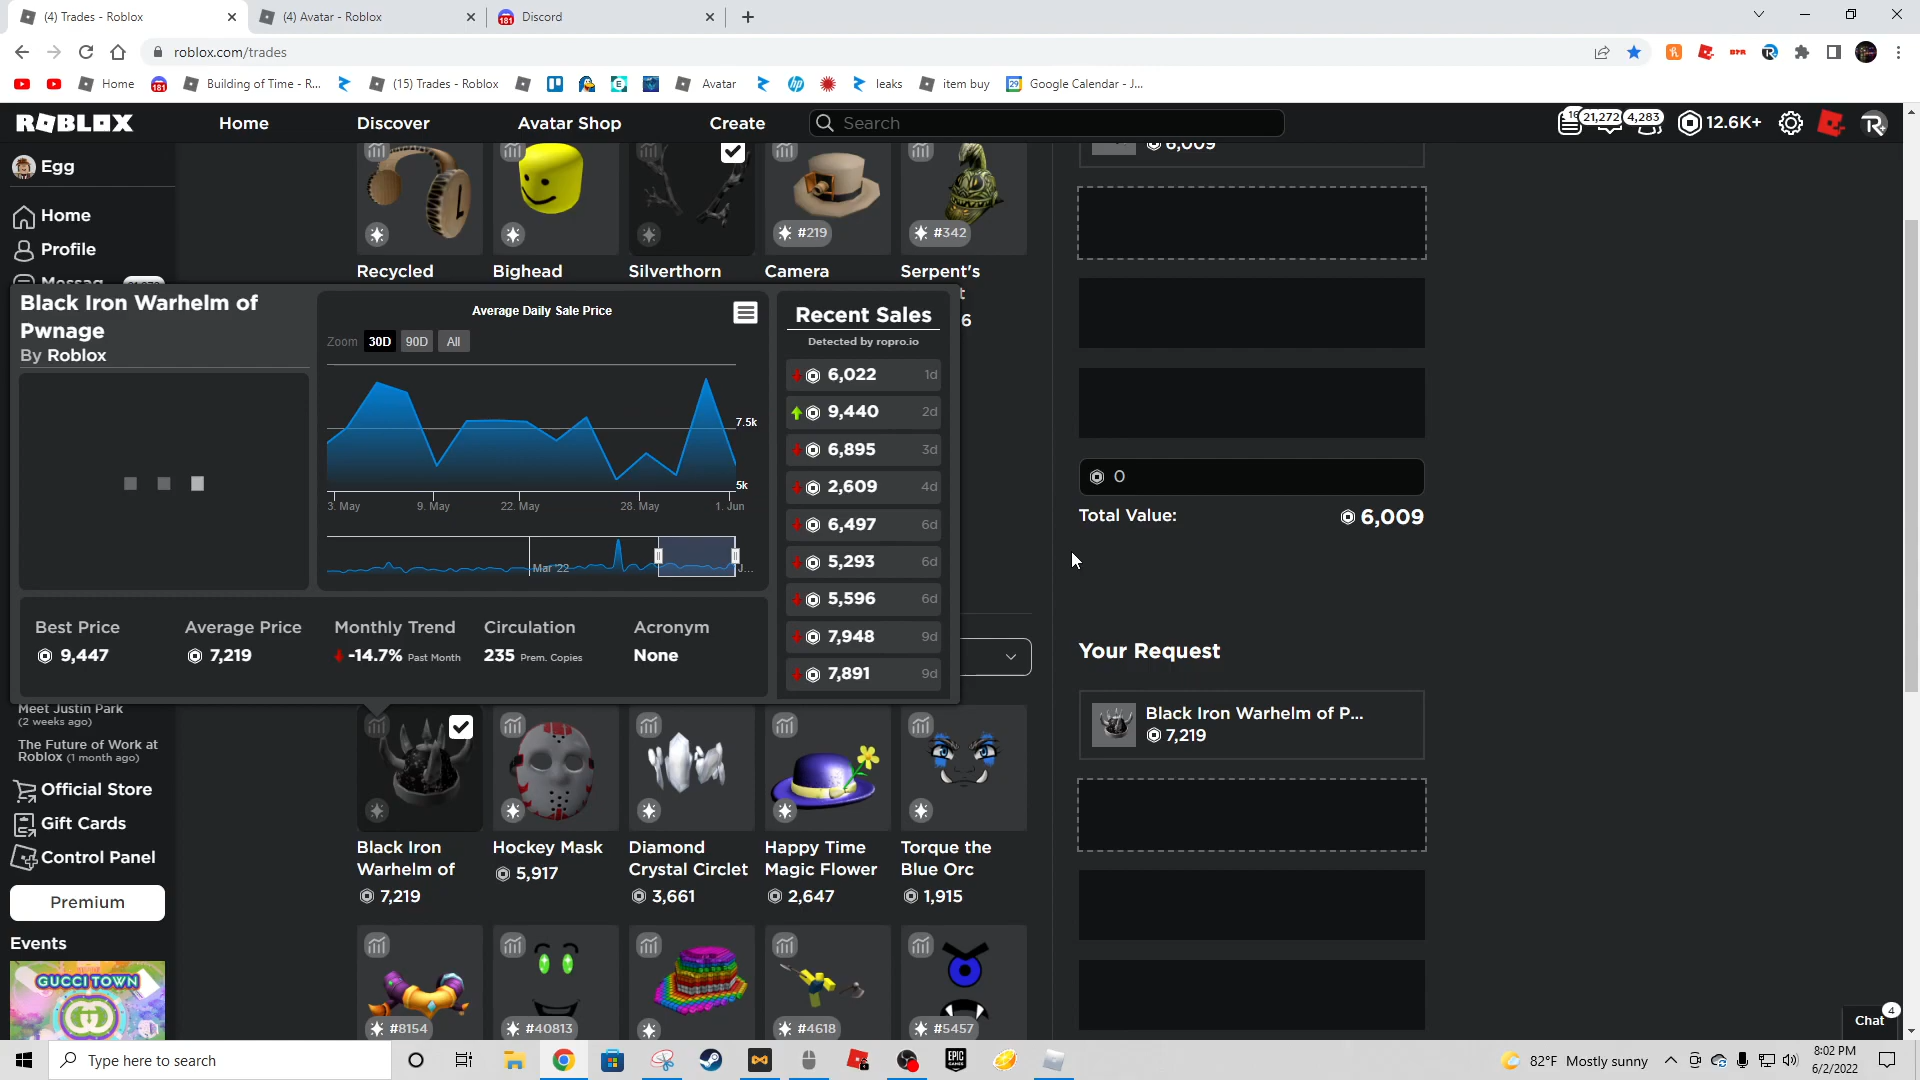 (4) Trades - Roblox
(4) Avatar - Roblox
181 Discord
roblox.com/trades
Home
181
Building of Time - R...
(15) Trades - Roblox
Avatar
leaks
item buy
Google Calendar - J...
ROBLOX
Home
Discover
Avatar Shop
Create
Search
21,272
4,283
12.6K+
Egg
Home
Profile
#219
#342
Recycled
Bighead
Silverthorn
Camera
Serpent's
6,009
Black Iron Warhelm of
Pwnage
By Roblox
Average Daily Sale Price
Zoom 30D 90D All
7.5k
5k
3. May 9. May 22. May 28. May 1. Jun
Mar '22
J...
Recent Sales
Detected by ropro.io
6,022 1d
9,440 2d
6,895 3d
2,609 4d
6,497 6d
5,293 6d
5,596 6d
7,948 9d
7,891 9d
Best Price
9,447
Average Price
7,219
Monthly Trend
-14.7% Past Month
Circulation
235 Prem. Copies
Acronym
None
0
Total Value: 6,009
Your Request
Black Iron Warhelm of P...
7,219
Meet Justin Park
(2 weeks ago)
The Future of Work at
Roblox (1 month ago)
Official Store
Gift Cards
Control Panel
Premium
Events
GUCCI TOWN
Black Iron
Warhelm of
7,219
Hockey Mask
5,917
Diamond
Crystal Circlet
3,661
Happy Time
Magic Flower
2,647
Torque the
Blue Orc
1,915
#8154
#40813
#4618
#5457
Chat 4
Type here to search
EPIC GAMES
82°F Mostly sunny
8:02 PM
6/2/2022